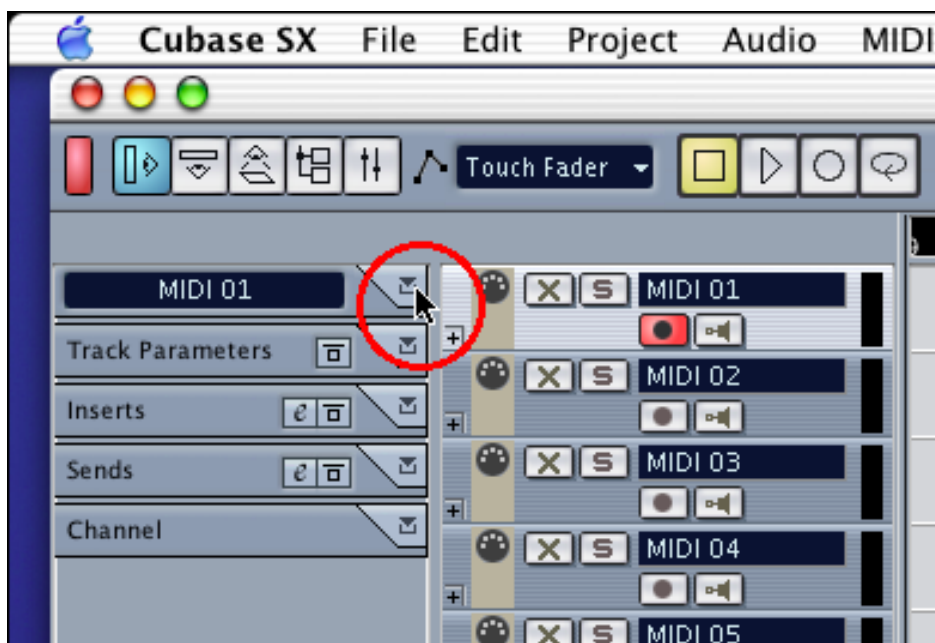 Cubase SX File Edit Project Audio MIDI
Touch Fader
MIDI 01
Track Parameters
Inserts e
Sends e
Channel
X S MIDI 01
X S MIDI 02
X S MIDI 03
X S MIDI 04
X S MIDI 05